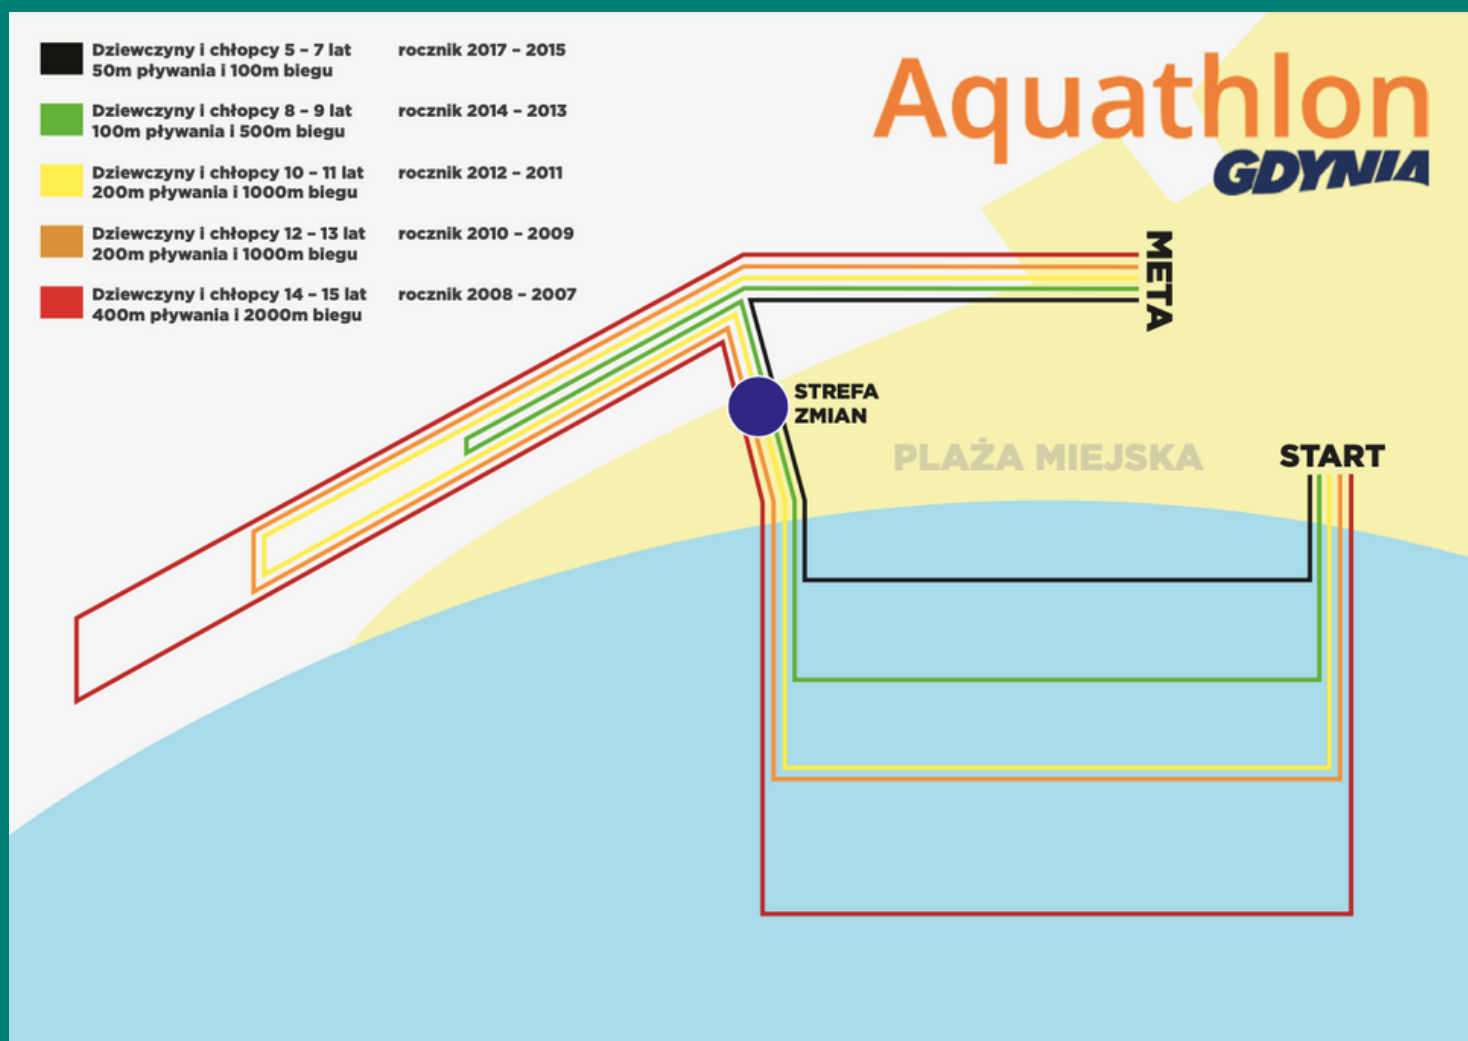 Dziewczyny i chłopcy 5 – 7 lat rocznik 2017 – 2015
50m pływania i 100m biegu
Dziewczyny i chłopcy 8 – 9 lat rocznik 2014 – 2013
100m pływania i 500m biegu
Dziewczyny i chłopcy 10 – 11 lat rocznik 2012 – 2011
200m pływania i 1000m biegu
Dziewczyny i chłopcy 12 – 13 lat rocznik 2010 – 2009
200m pływania i 1000m biegu
Dziewczyny i chłopcy 14 – 15 lat rocznik 2008 – 2007
400m pływania i 2000m biegu
Aquathlon
GDYNIA
META
STREFA
ZMIAN
PLAŻA MIEJSKA
START